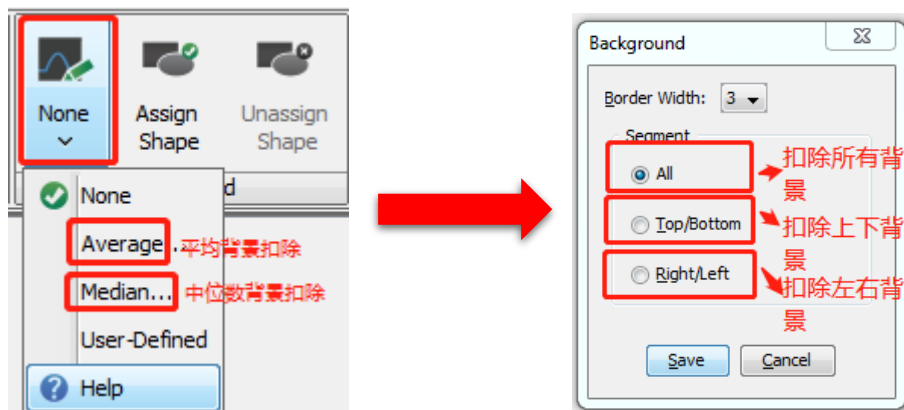 None
Assign
Shape
Unassign
Shape
d
None
Average...
平均背景扣除
Median...
中位数背景扣除
User-Defined
Help
Background
Border Width: 3
Segment
All
扣除所有背
景
Top/Bottom
扣除上下背
景
Right/Left
扣除左右背
景
Save
Cancel